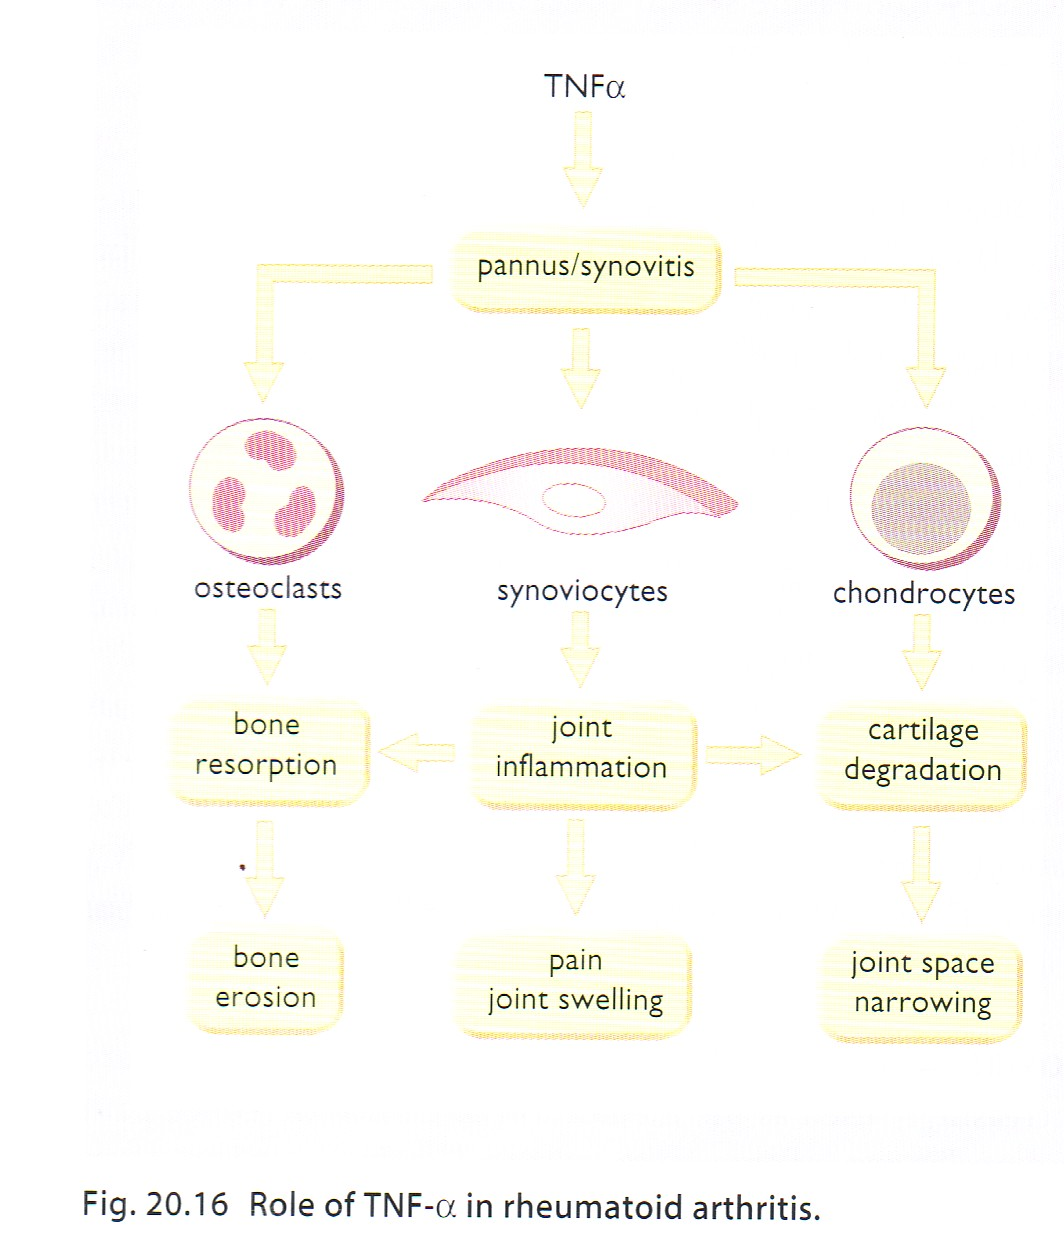 TNFα
pannus/synovitis
osteoclasts
synoviocytes
chondrocytes
bone
resorption
joint
inflammation
cartilage
degradation
bone
erosion
pain
joint swelling
joint space
narrowing
Fig. 20.16 Role of TNF-α in rheumatoid arthritis.